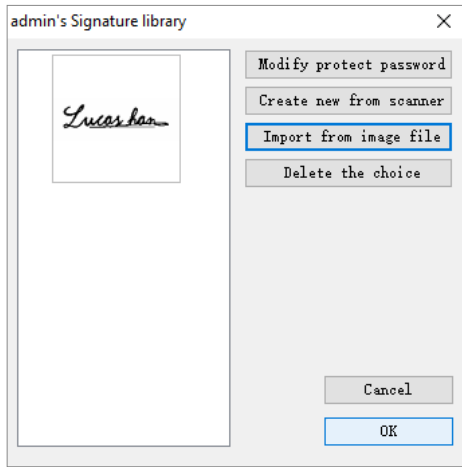 admin's Signature library
Lucas han
Modify protect password
Create new from scanner
Import from image file
Delete the choice
Cancel
OK